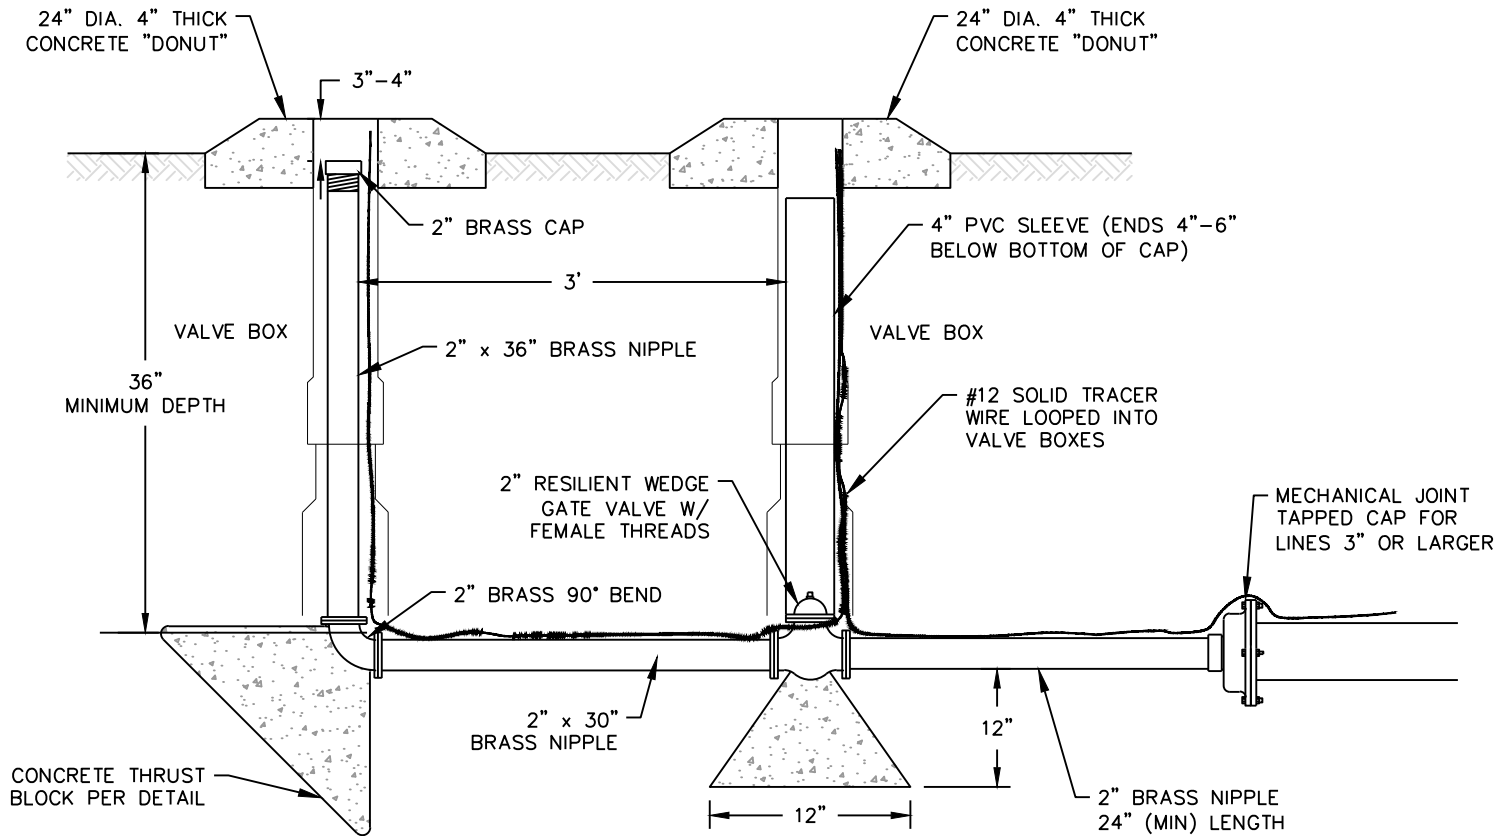 24" DIA. 4" THICK
CONCRETE "DONUT"
24" DIA. 4" THICK
CONCRETE "DONUT"
3"-4"
2" BRASS CAP
4" PVC SLEEVE (ENDS 4"-6"
BELOW BOTTOM OF CAP)
3'
VALVE BOX
VALVE BOX
2" x 36" BRASS NIPPLE
36"
MINIMUM DEPTH
#12 SOLID TRACER
WIRE LOOPED INTO
VALVE BOXES
2" RESILIENT WEDGE
GATE VALVE W/
FEMALE THREADS
MECHANICAL JOINT
TAPPED CAP FOR
LINES 3" OR LARGER
2" BRASS 90° BEND
2" x 30"
BRASS NIPPLE
12"
CONCRETE THRUST
BLOCK PER DETAIL
12"
2" BRASS NIPPLE
24" (MIN) LENGTH